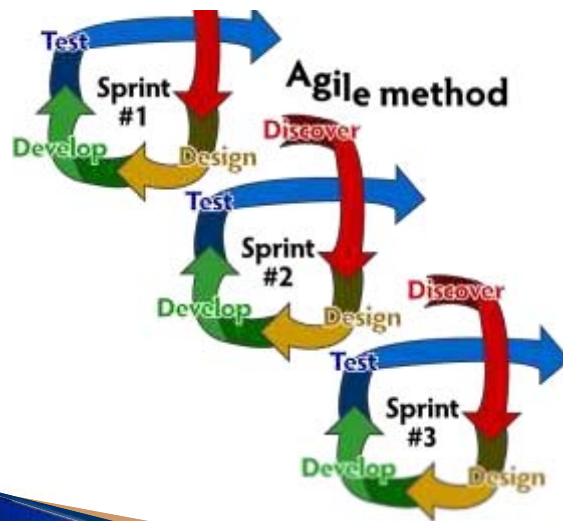 Test
Agile method
Sprint
#1
Discover
Develop
Design
Test
Sprint
#2
Discover
Develop
Design
Test
Sprint
#3
Develop
Design